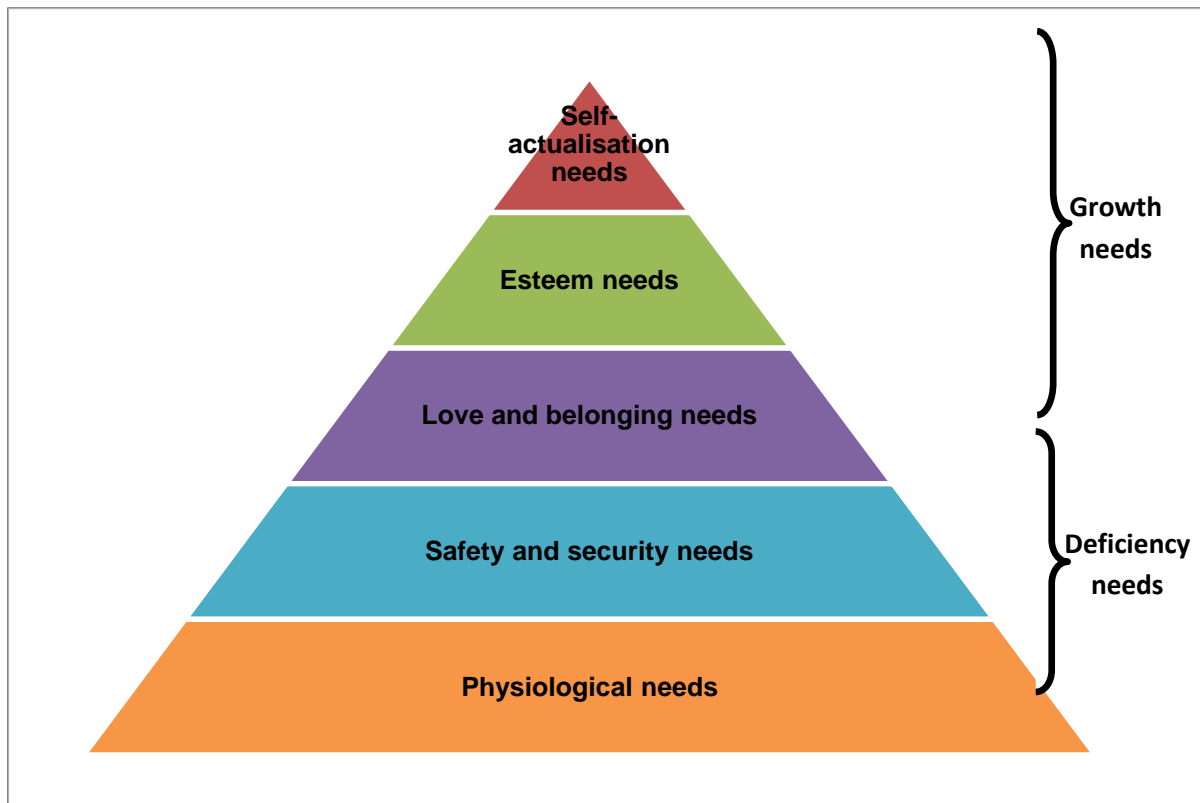 Self-
actualisation
needs
Growth
needs
Esteem needs
Love and belonging needs
Safety and security needs
Deficiency
needs
Physiological needs